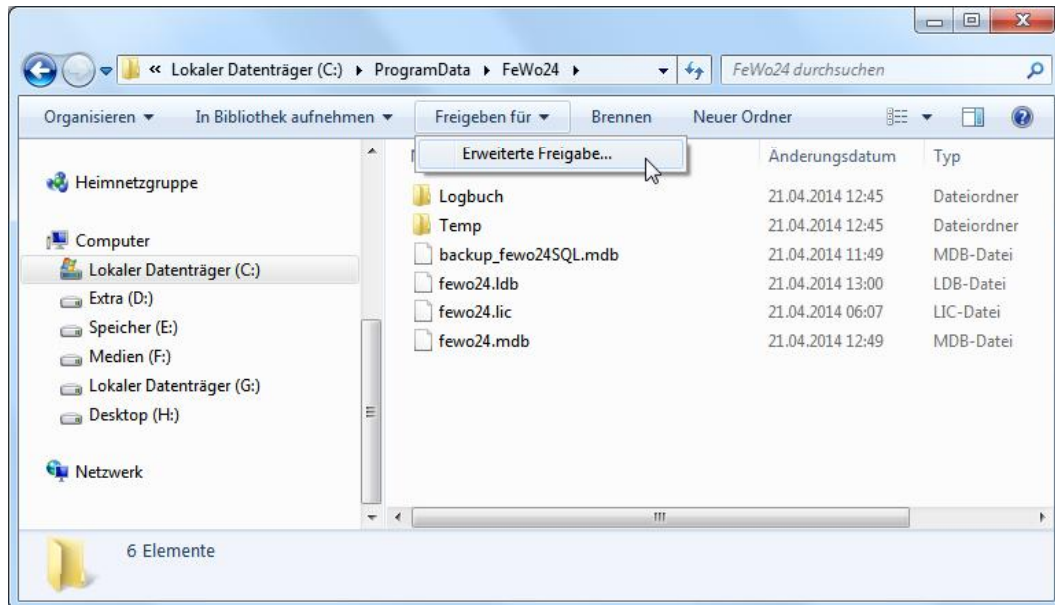 « Lokaler Datenträger (C:) ▸ ProgramData ▸ FeWo24 ▸
FeWo24 durchsuchen
Organisieren In Bibliothek aufnehmen Freigeben für Brennen Neuer Ordner
Erweiterte Freigabe...
Änderungsdatum Typ
Heimnetzgruppe
Computer
Lokaler Datenträger (C:)
Extra (D:)
Speicher (E:)
Medien (F:)
Lokaler Datenträger (G:)
Desktop (H:)
Netzwerk
Logbuch 21.04.2014 12:45 Dateiordner
Temp 21.04.2014 12:45 Dateiordner
backup_fewo24SQL.mdb 21.04.2014 11:49 MDB-Datei
fewo24.ldb 21.04.2014 13:00 LDB-Datei
fewo24.lic 21.04.2014 06:07 LIC-Datei
fewo24.mdb 21.04.2014 12:49 MDB-Datei
6 Elemente